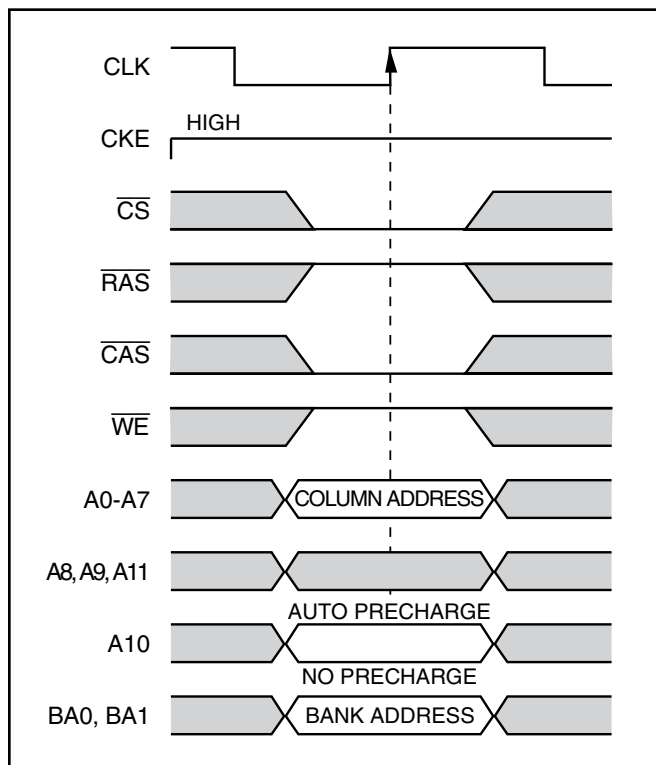 CLK
CKE HIGH
CS
RAS
CAS
WE
A0-A7 COLUMN ADDRESS
A8, A9, A11
AUTO PRECHARGE
A10
NO PRECHARGE
BA0, BA1 BANK ADDRESS